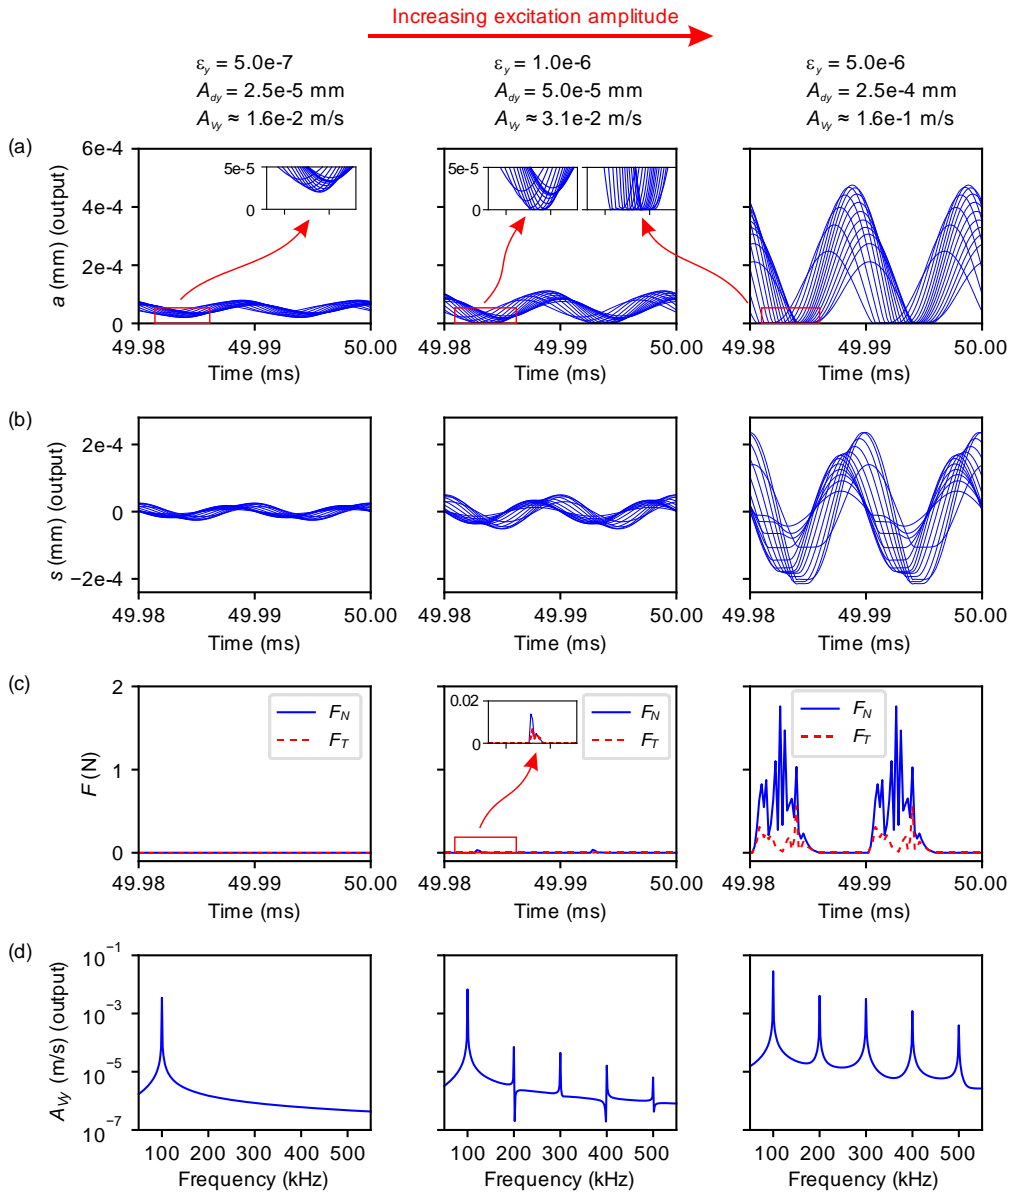 Increasing excitation amplitude
εy = 5.0e-7
Ady = 2.5e-5 mm
AVy ≈ 1.6e-2 m/s
εy = 1.0e-6
Ady = 5.0e-5 mm
AVy ≈ 3.1e-2 m/s
εy = 5.0e-6
Ady = 2.5e-4 mm
AVy ≈ 1.6e-1 m/s
(a)
a (mm) (output)
6e-4
4e-4
2e-4
0
5e-5
0
49.98 49.99 50.00
Time (ms)
5e-5
0
49.98 49.99 50.00
Time (ms)
49.98 49.99 50.00
Time (ms)
(b)
s (mm) (output)
2e-4
0
−2e-4
49.98 49.99 50.00
Time (ms)
49.98 49.99 50.00
Time (ms)
49.98 49.99 50.00
Time (ms)
(c)
F (N)
2
1
0
FN
FT
49.98 49.99 50.00
Time (ms)
0.02
0
FN
FT
49.98 49.99 50.00
Time (ms)
FN
FT
49.98 49.99 50.00
Time (ms)
(d)
AVy (m/s) (output)
10−1
10−3
10−5
10−7
100 200 300 400 500
Frequency (kHz)
100 200 300 400 500
Frequency (kHz)
100 200 300 400 500
Frequency (kHz)